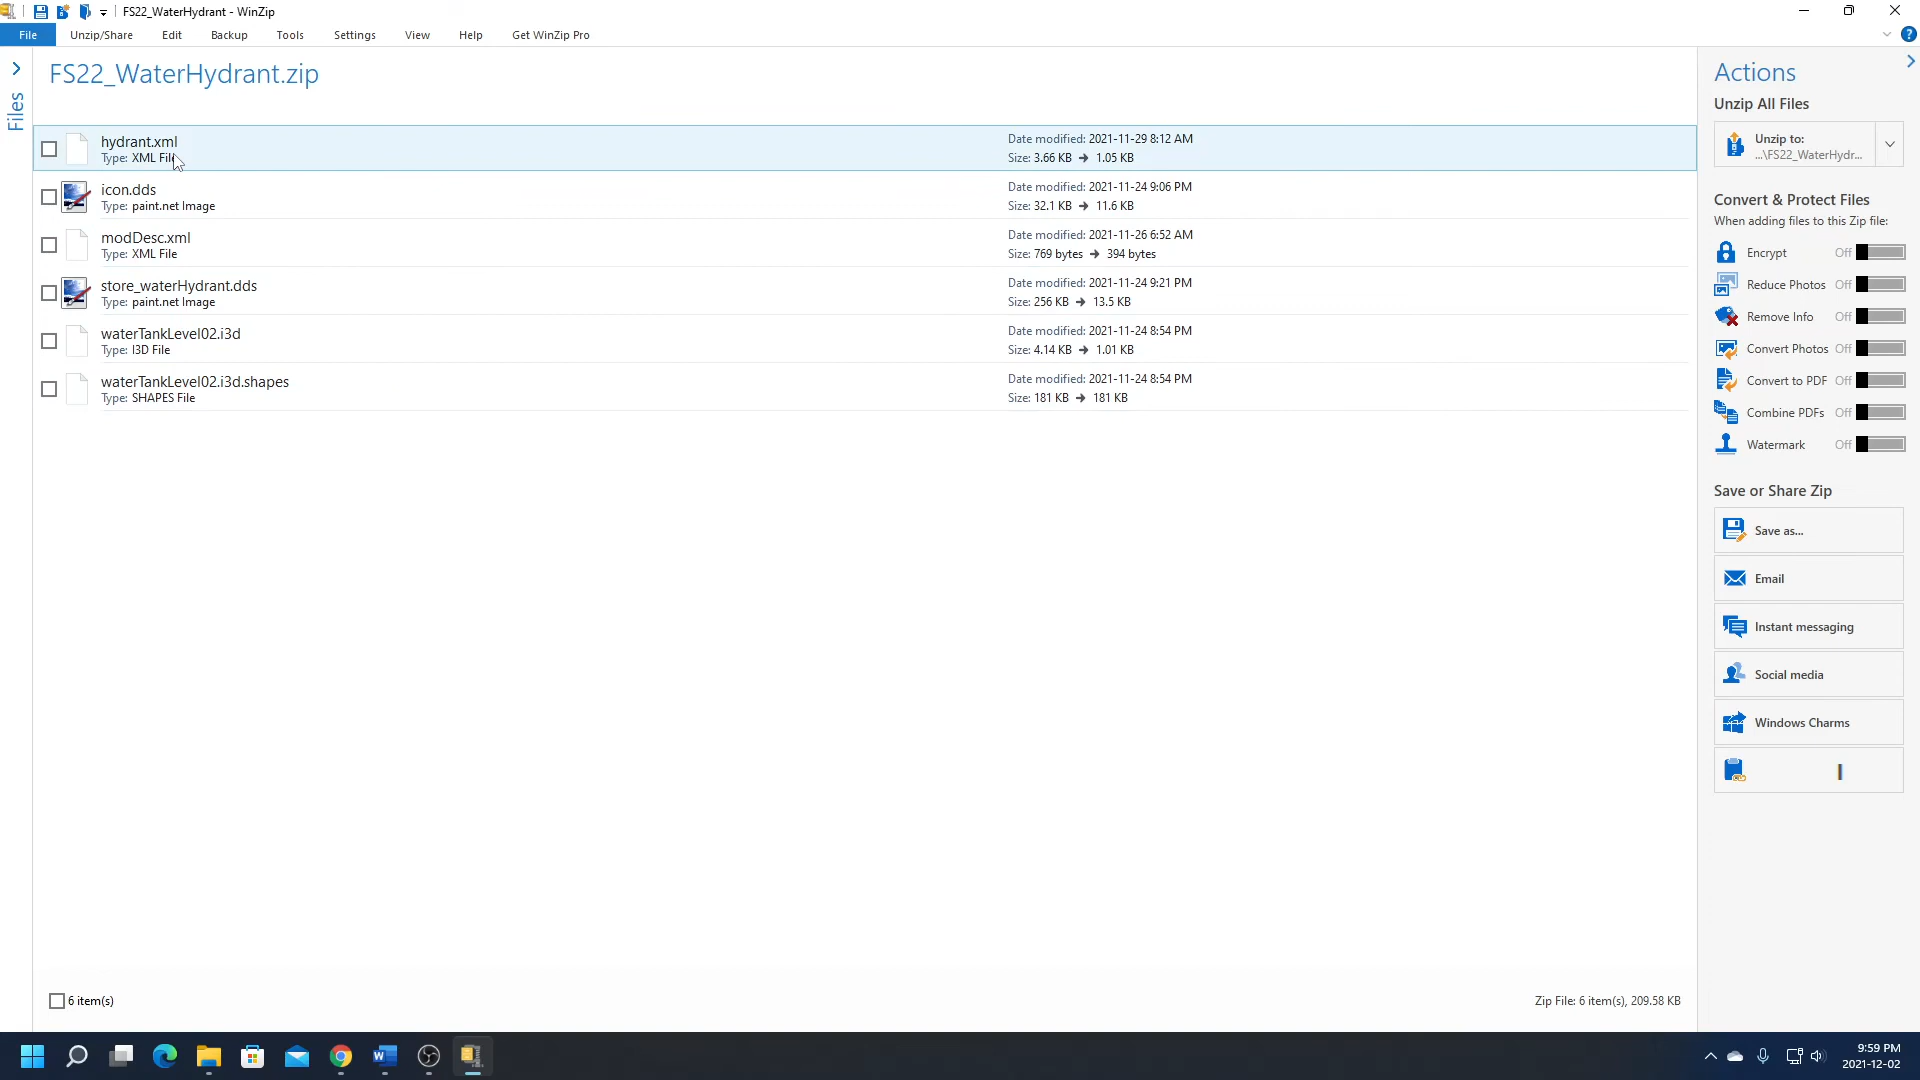 FS22_WaterHydrant - WinZip
File Unzip/Share Edit Backup Tools Settings View Help Get WinZip Pro
Files
FS22_WaterHydrant.zip
hydrant.xml
Type: XML File
Date modified: 2021-11-29 8:12 AM
Size: 3.66 KB → 1.05 KB
icon.dds
Type: paint.net Image
Date modified: 2021-11-24 9:06 PM
Size: 32.1 KB → 11.6 KB
modDesc.xml
Type: XML File
Date modified: 2021-11-26 6:52 AM
Size: 769 bytes → 394 bytes
store_waterHydrant.dds
Type: paint.net Image
Date modified: 2021-11-24 9:21 PM
Size: 256 KB → 13.5 KB
waterTankLevel02.i3d
Type: I3D File
Date modified: 2021-11-24 8:54 PM
Size: 4.14 KB → 1.01 KB
waterTankLevel02.i3d.shapes
Type: SHAPES File
Date modified: 2021-11-24 8:54 PM
Size: 181 KB → 181 KB
6 item(s)
Zip File: 6 item(s), 209.58 KB
Actions
Unzip All Files
Unzip to:
...\FS22_WaterHydr...
Convert & Protect Files
When adding files to this Zip file:
Encrypt Off
Reduce Photos Off
Remove Info Off
Convert Photos Off
Convert to PDF Off
Combine PDFs Off
Watermark Off
Save or Share Zip
Save as...
Email
Instant messaging
Social media
Windows Charms
9:59 PM
2021-12-02